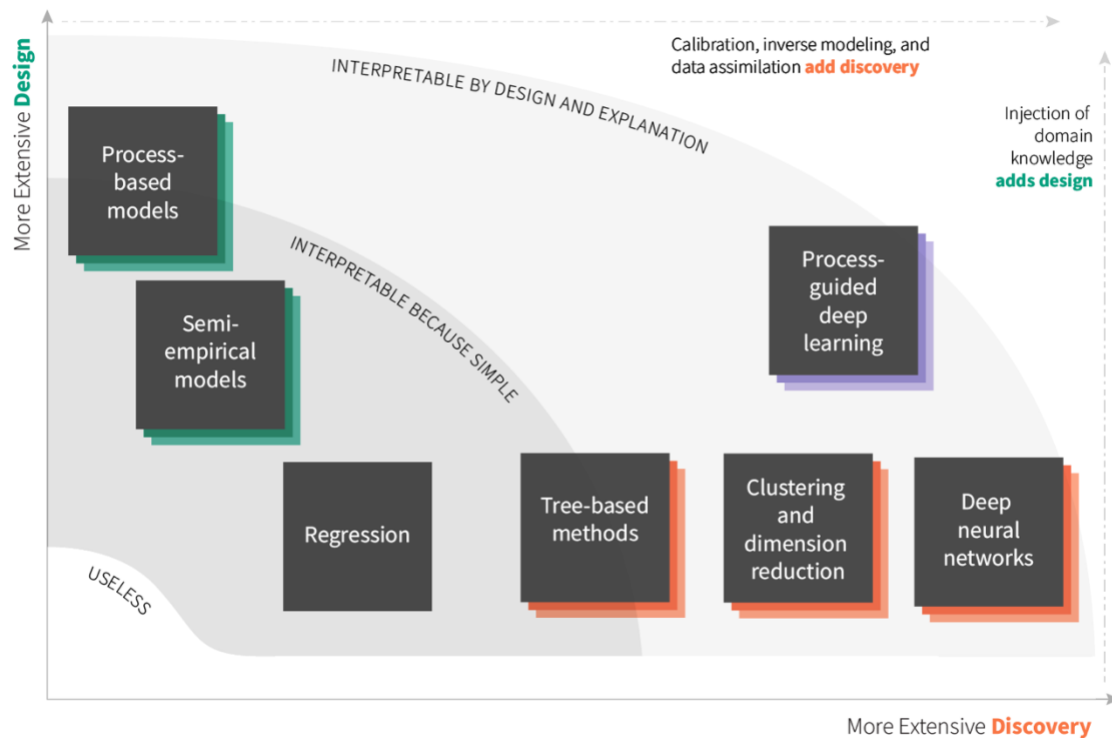 Calibration, inverse modeling, and
data assimilation add discovery
More Extensive Design
INTERPRETABLE BY DESIGN AND EXPLANATION
Injection of
domain
knowledge
adds design
Process-
based
models
INTERPRETABLE BECAUSE SIMPLE
Process-
guided
deep
learning
Semi-
empirical
models
Regression
Tree-based
methods
Clustering
and
dimension
reduction
Deep
neural
networks
USELESS
More Extensive Discovery